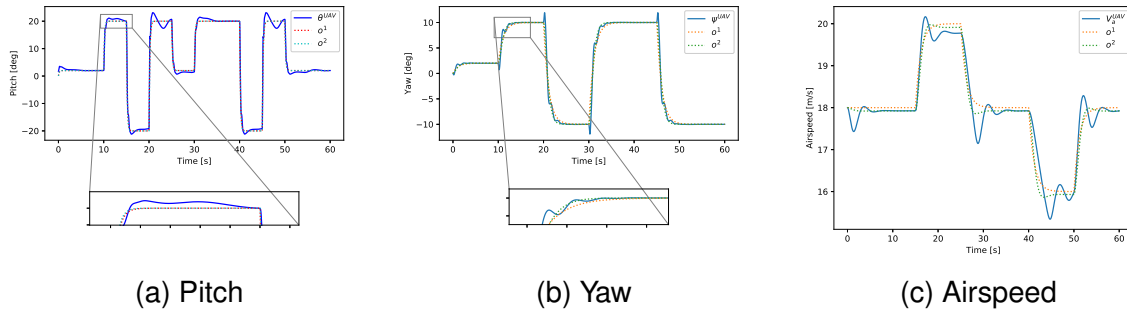 20
10
0
−10
−20
Pitch [deg]
0 10 20 30 40 50 60
Time [s]
θ^UAV
o^1
o^2
(a) Pitch
10
5
0
−5
−10
Yaw [deg]
0 10 20 30 40 50 60
Time [s]
ψ^UAV
o^1
o^2
(b) Yaw
20
19
18
17
16
Airspeed [m/s]
0 10 20 30 40 50 60
Time [s]
V_a^UAV
o^1
o^2
(c) Airspeed